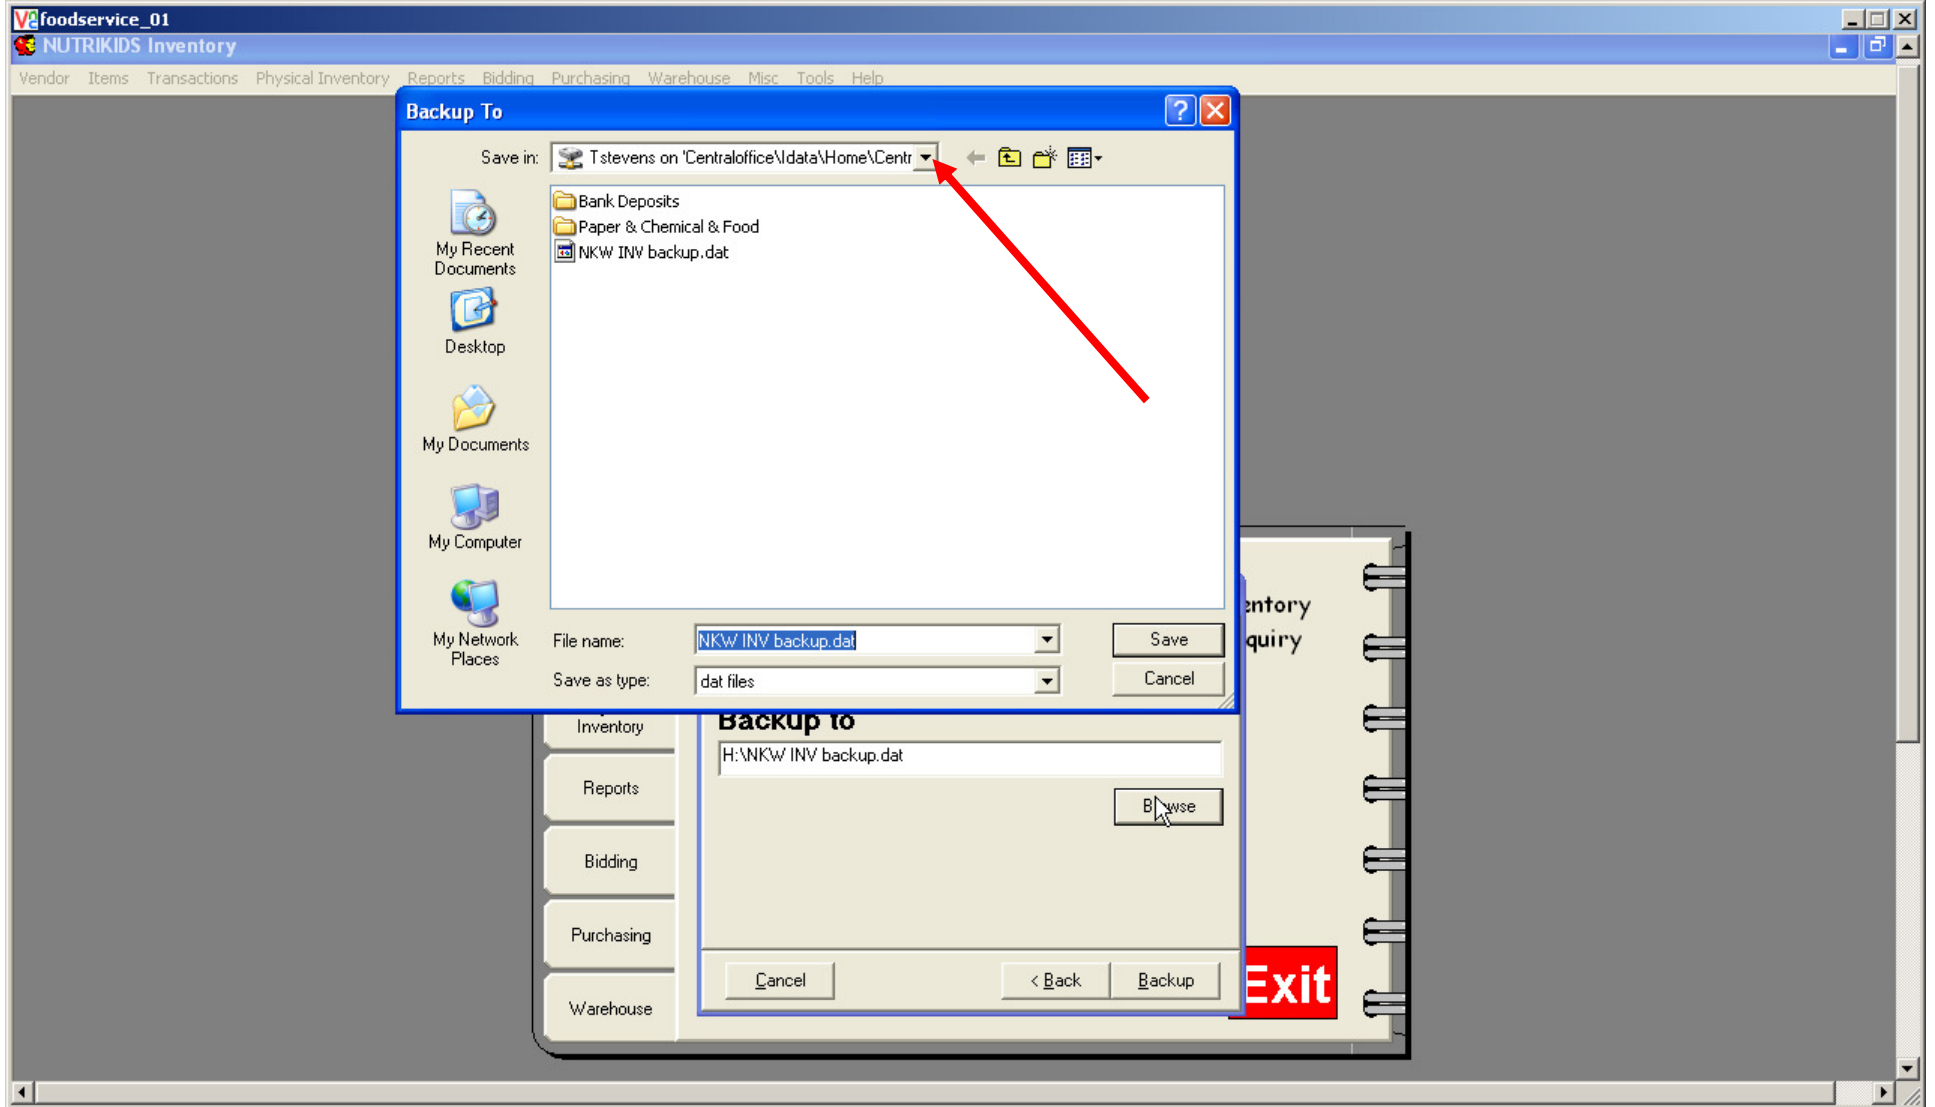 foodservice_01
NUTRIKIDS Inventory
Vendor Items Transactions Physical Inventory Reports Bidding Purchasing Warehouse Misc Tools Help
Backup To
Save in: Tstevens on 'Centraloffice\Idata\Home\Centr
Bank Deposits
Paper & Chemical & Food
NKW INV backup.dat
My Recent
Documents
Desktop
My Documents
My Computer
My Network
Places
File name: NKW INV backup.dat Save
Save as type: dat files Cancel
entory
quiry
Backup to
H:\NKW INV backup.dat
Inventory
Reports
Bidding
Purchasing
Warehouse
Cancel < Back Backup
Exit